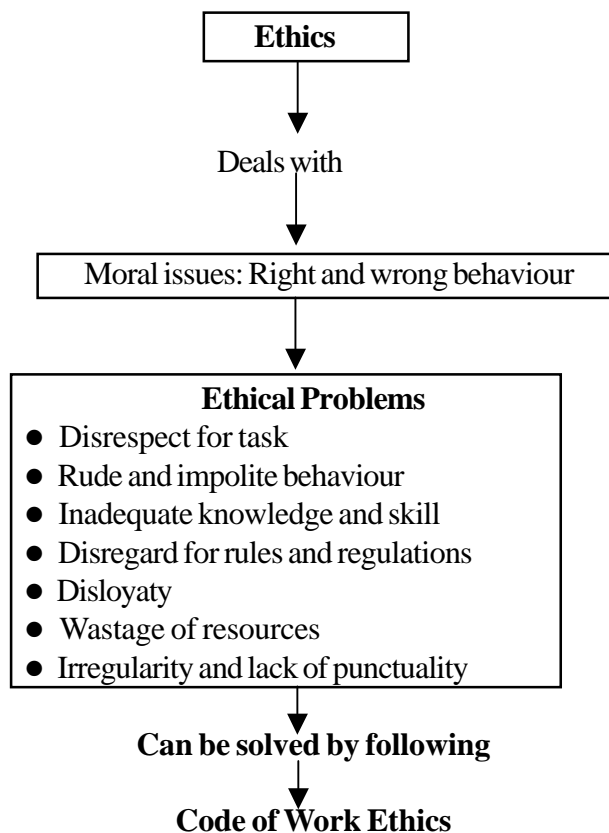 Ethics
Deals with
Moral issues: Right and wrong behaviour
Ethical Problems
● Disrespect for task
● Rude and impolite behaviour
● Inadequate knowledge and skill
● Disregard for rules and regulations
● Disloyaty
● Wastage of resources
● Irregularity and lack of punctuality
Can be solved by following
Code of Work Ethics